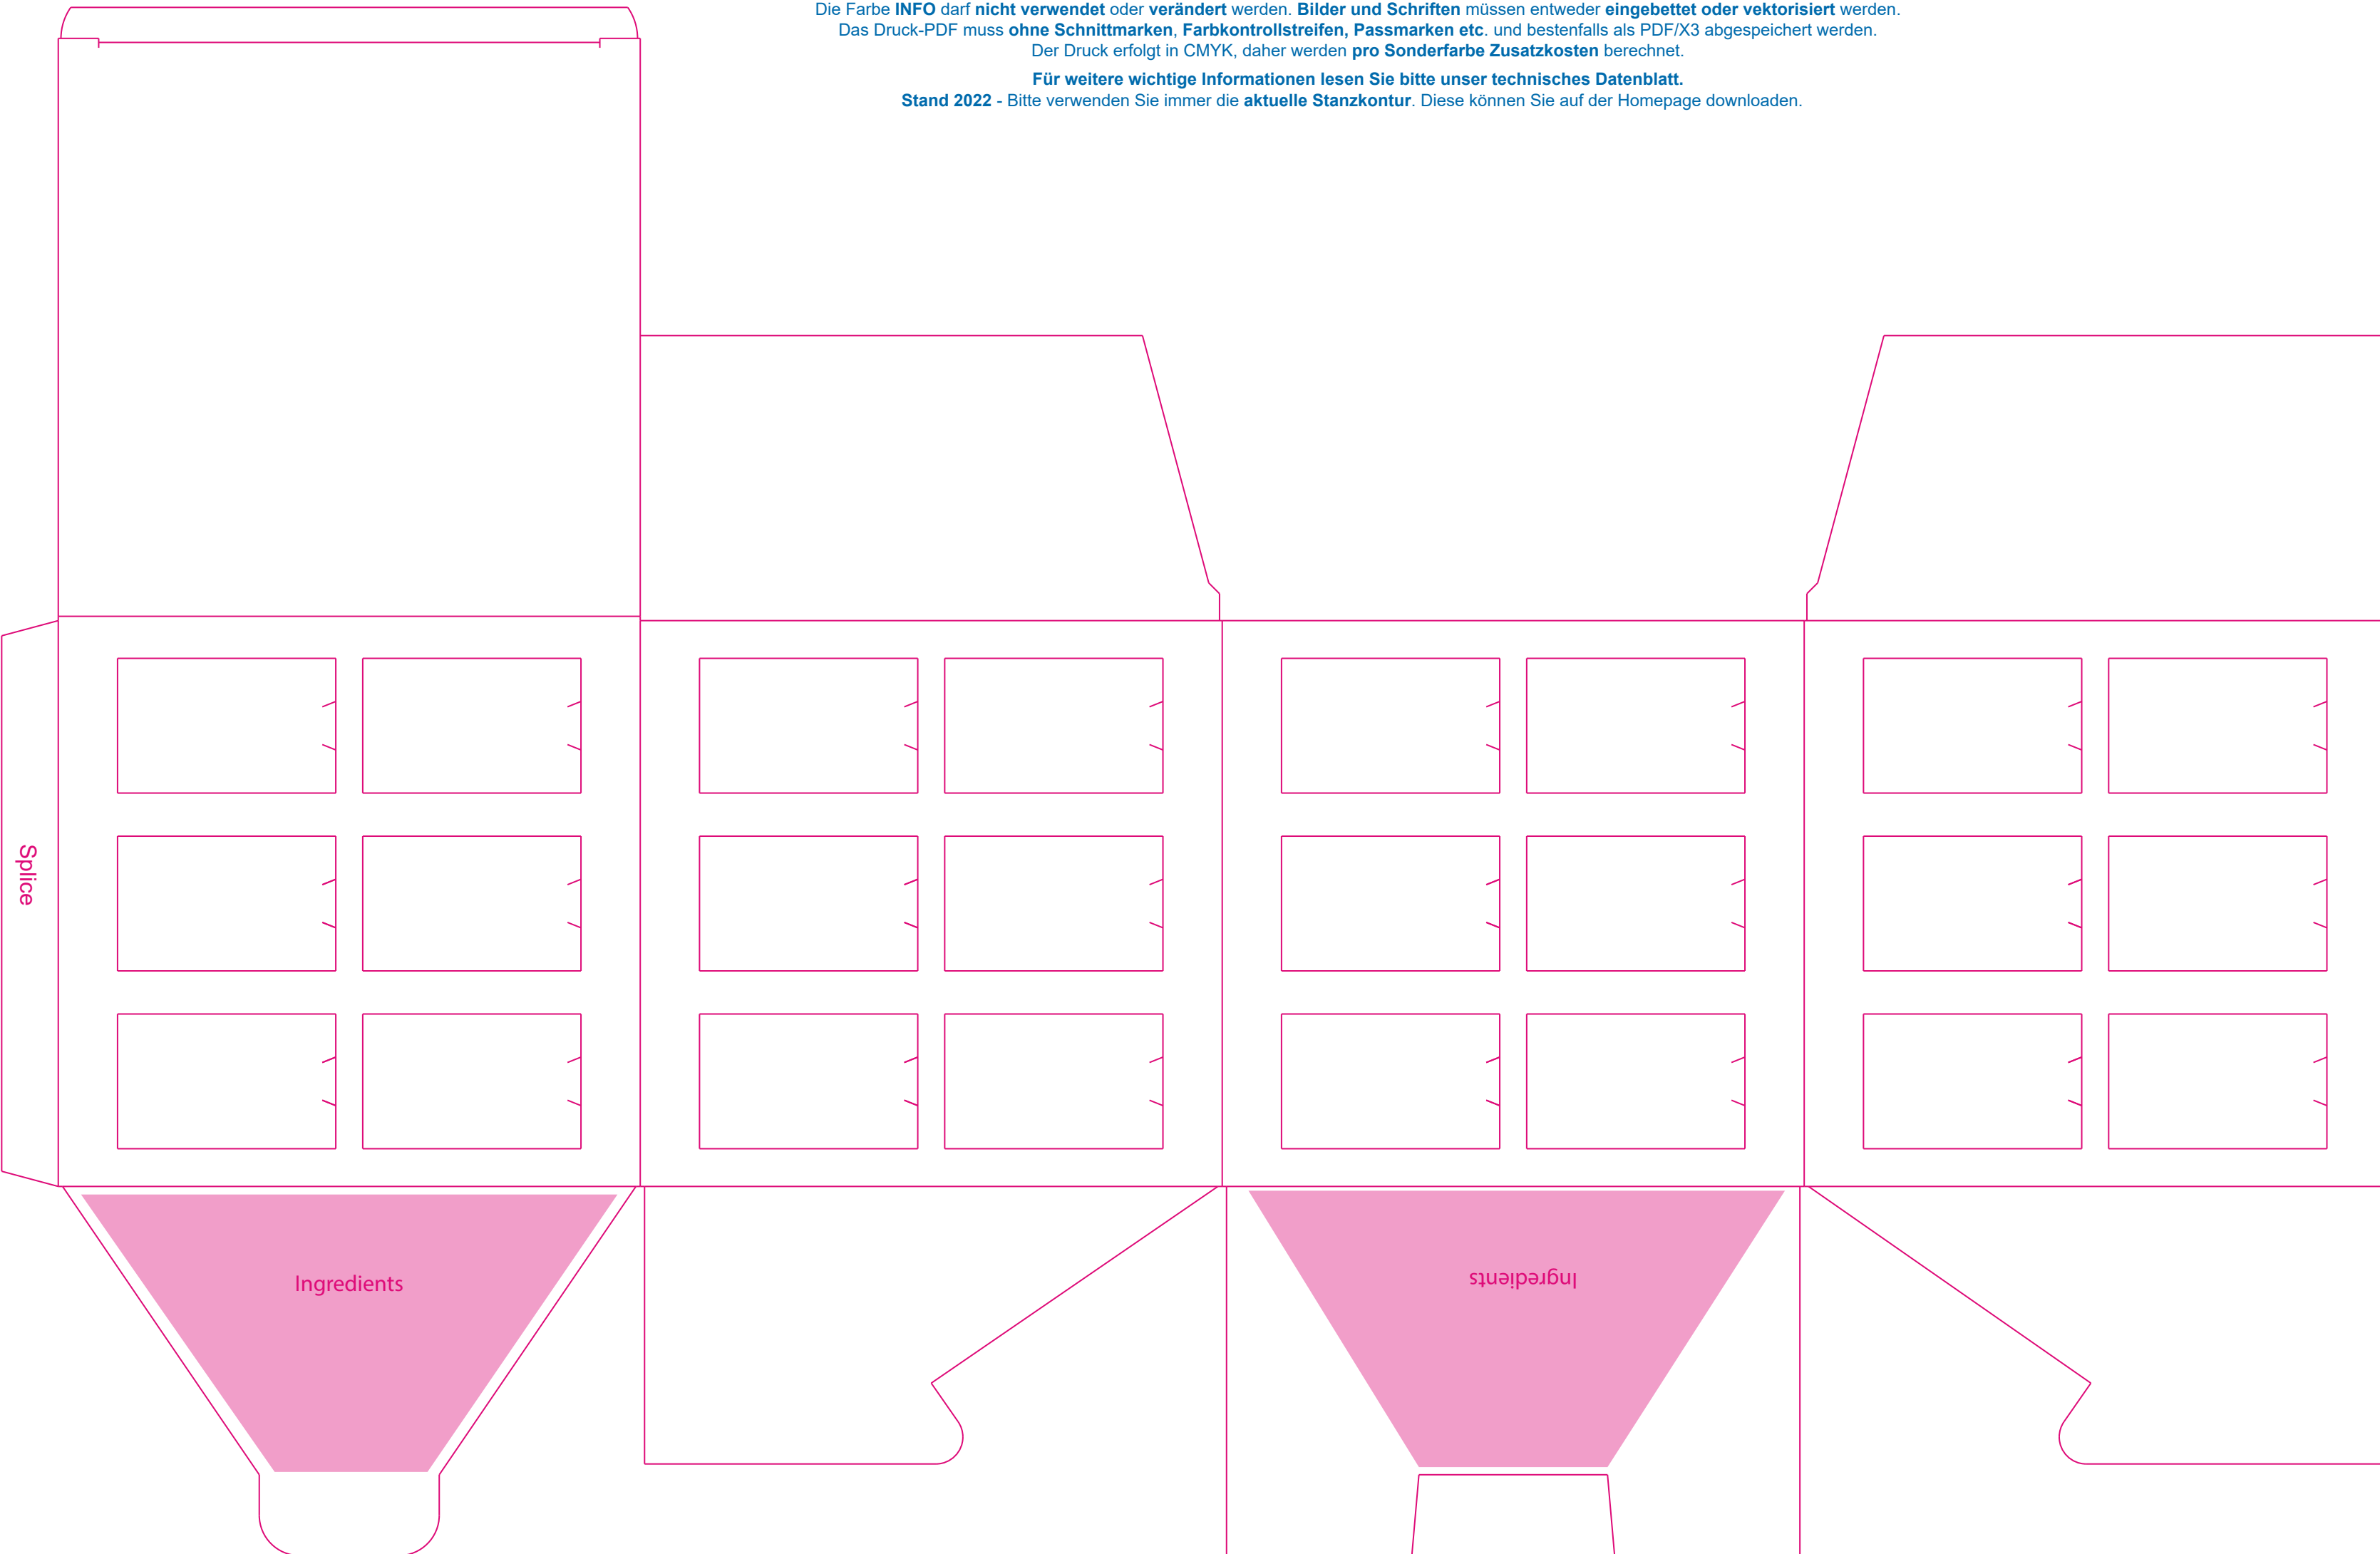 Die Farbe INFO darf nicht verwendet oder verändert werden. Bilder und Schriften müssen entweder eingebettet oder vektorisiert werden.
Das Druck-PDF muss ohne Schnittmarken, Farbkontrollstreifen, Passmarken etc. und bestenfalls als PDF/X3 abgespeichert werden.
Der Druck erfolgt in CMYK, daher werden pro Sonderfarbe Zusatzkosten berechnet.
Für weitere wichtige Informationen lesen Sie bitte unser technisches Datenblatt.
Stand 2022 - Bitte verwenden Sie immer die aktuelle Stanzkontur. Diese können Sie auf der Homepage downloaden.
Splice
Ingredients
Ingredients